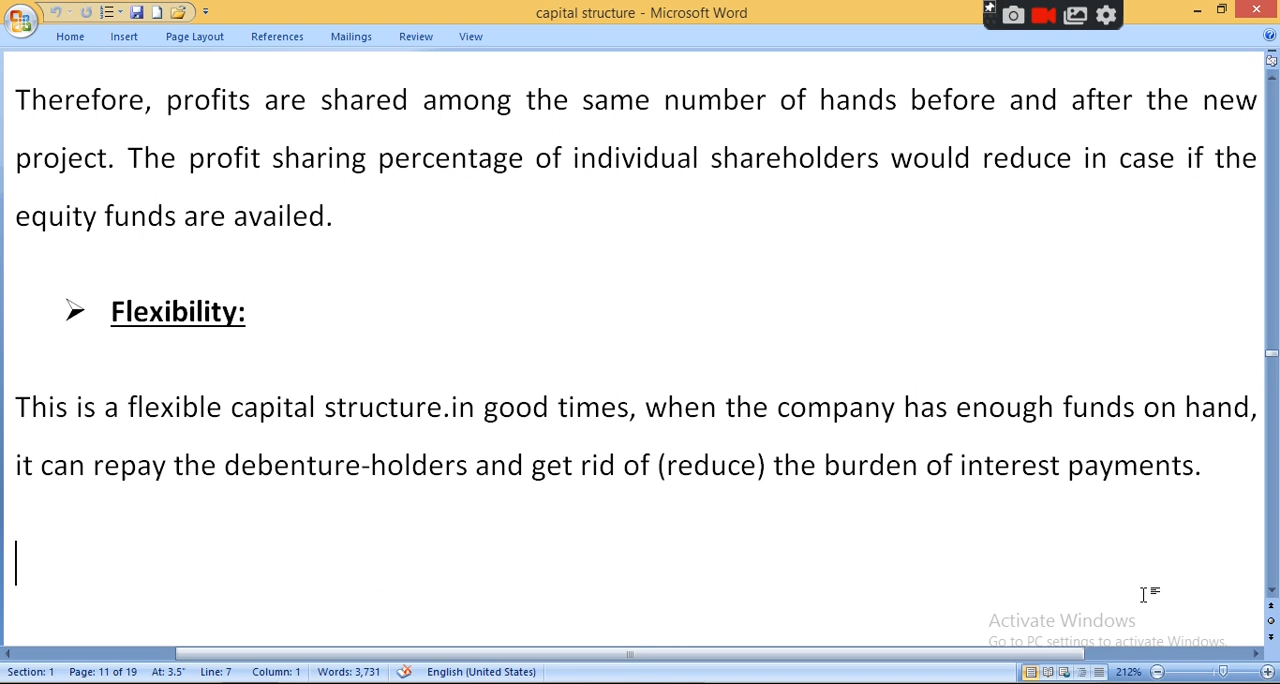 capital structure - Microsoft Word
Home Insert Page Layout References Mailings Review View
Therefore, profits are shared among the same number of hands before and after the new
project. The profit sharing percentage of individual shareholders would reduce in case if the
equity funds are availed.
Flexibility:
This is a flexible capital structure.in good times, when the company has enough funds on hand,
it can repay the debenture-holders and get rid of (reduce) the burden of interest payments.
Activate Windows
Go to PC settings to activate Windows.
Section: 1 Page: 11 of 19 At: 3.5" Line: 7 Column: 1 Words: 3,731 English (United States) 212%